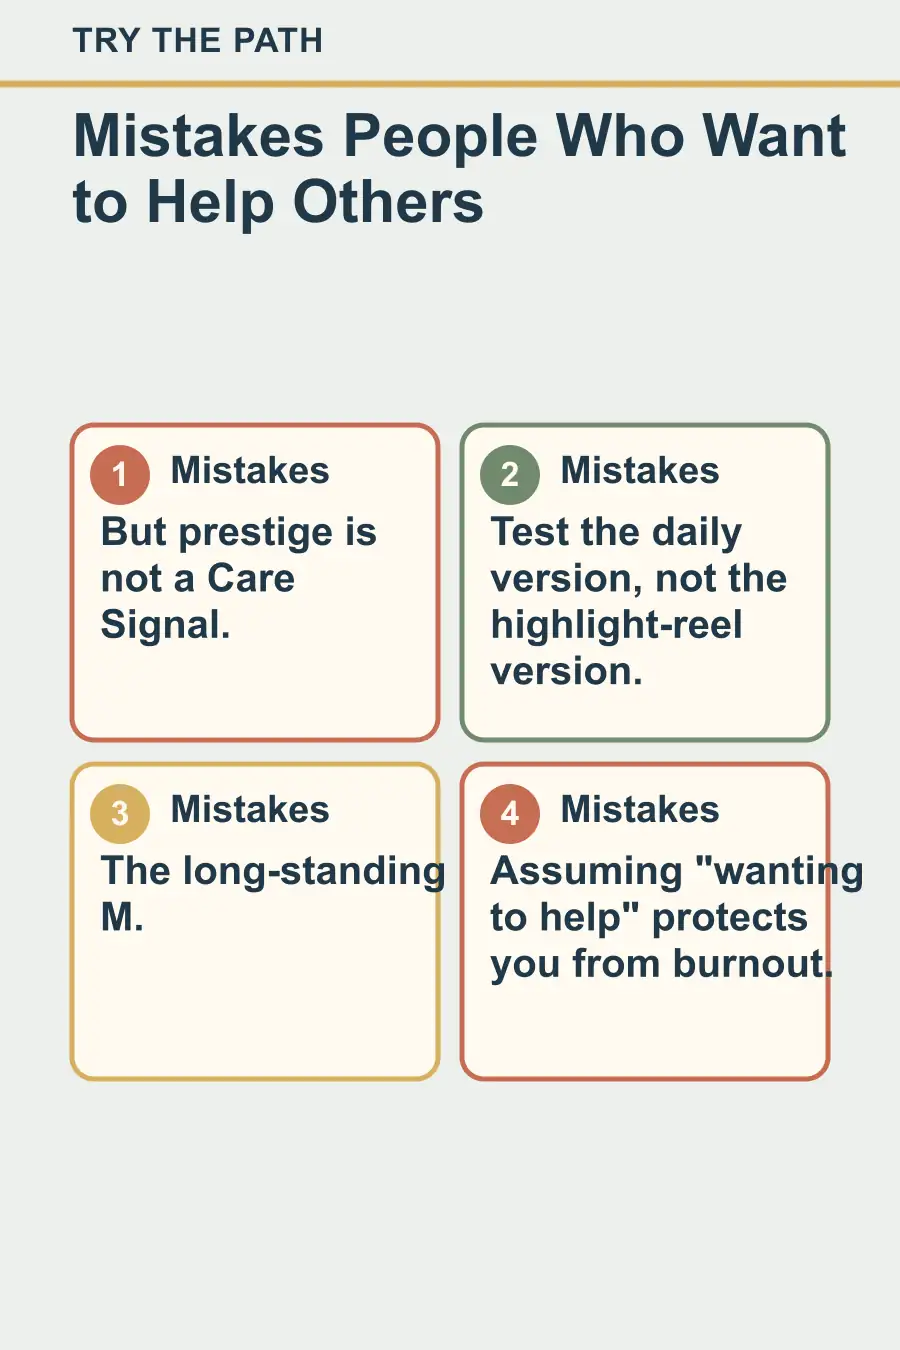 TRY THE PATH
Mistakes People Who Want
to Help Others
1 Mistakes
But prestige is
not a Care
Signal.
2 Mistakes
Test the daily
version, not the
highlight-reel
version.
3 Mistakes
The long-standing
M.
4 Mistakes
Assuming "wanting
to help" protects
you from burnout.